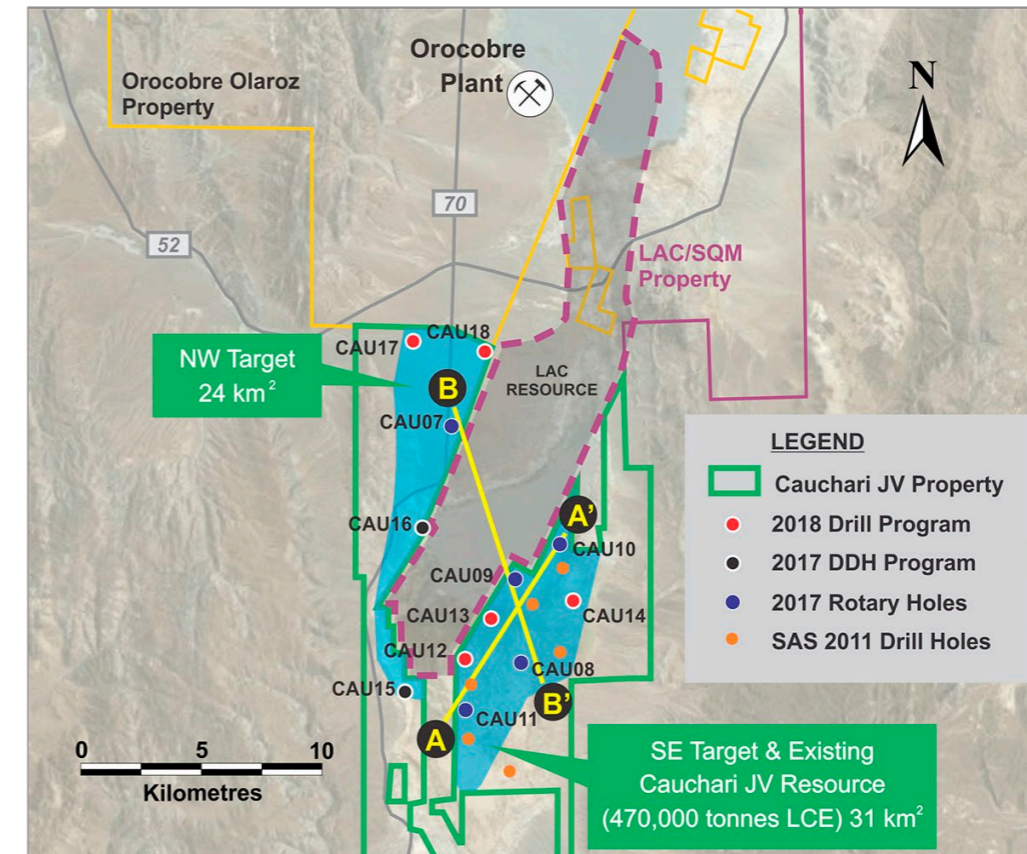 Orocobre
Plant
N
Orocobre Olaroz
Property
70
52
LAC/SQM
Property
CAU18
CAU17
NW Target
24 km²
B
LAC
RESOURCE
CAU07
LEGEND
Cauchari JV Property
2018 Drill Program
2017 DDH Program
2017 Rotary Holes
SAS 2011 Drill Holes
A’
CAU16
CAU10
CAU09
CAU13
CAU14
CAU12
CAU08
CAU15
B’
CAU11
A
0 5 10
Kilometres
SE Target & Existing
Cauchari JV Resource
(470,000 tonnes LCE) 31 km²